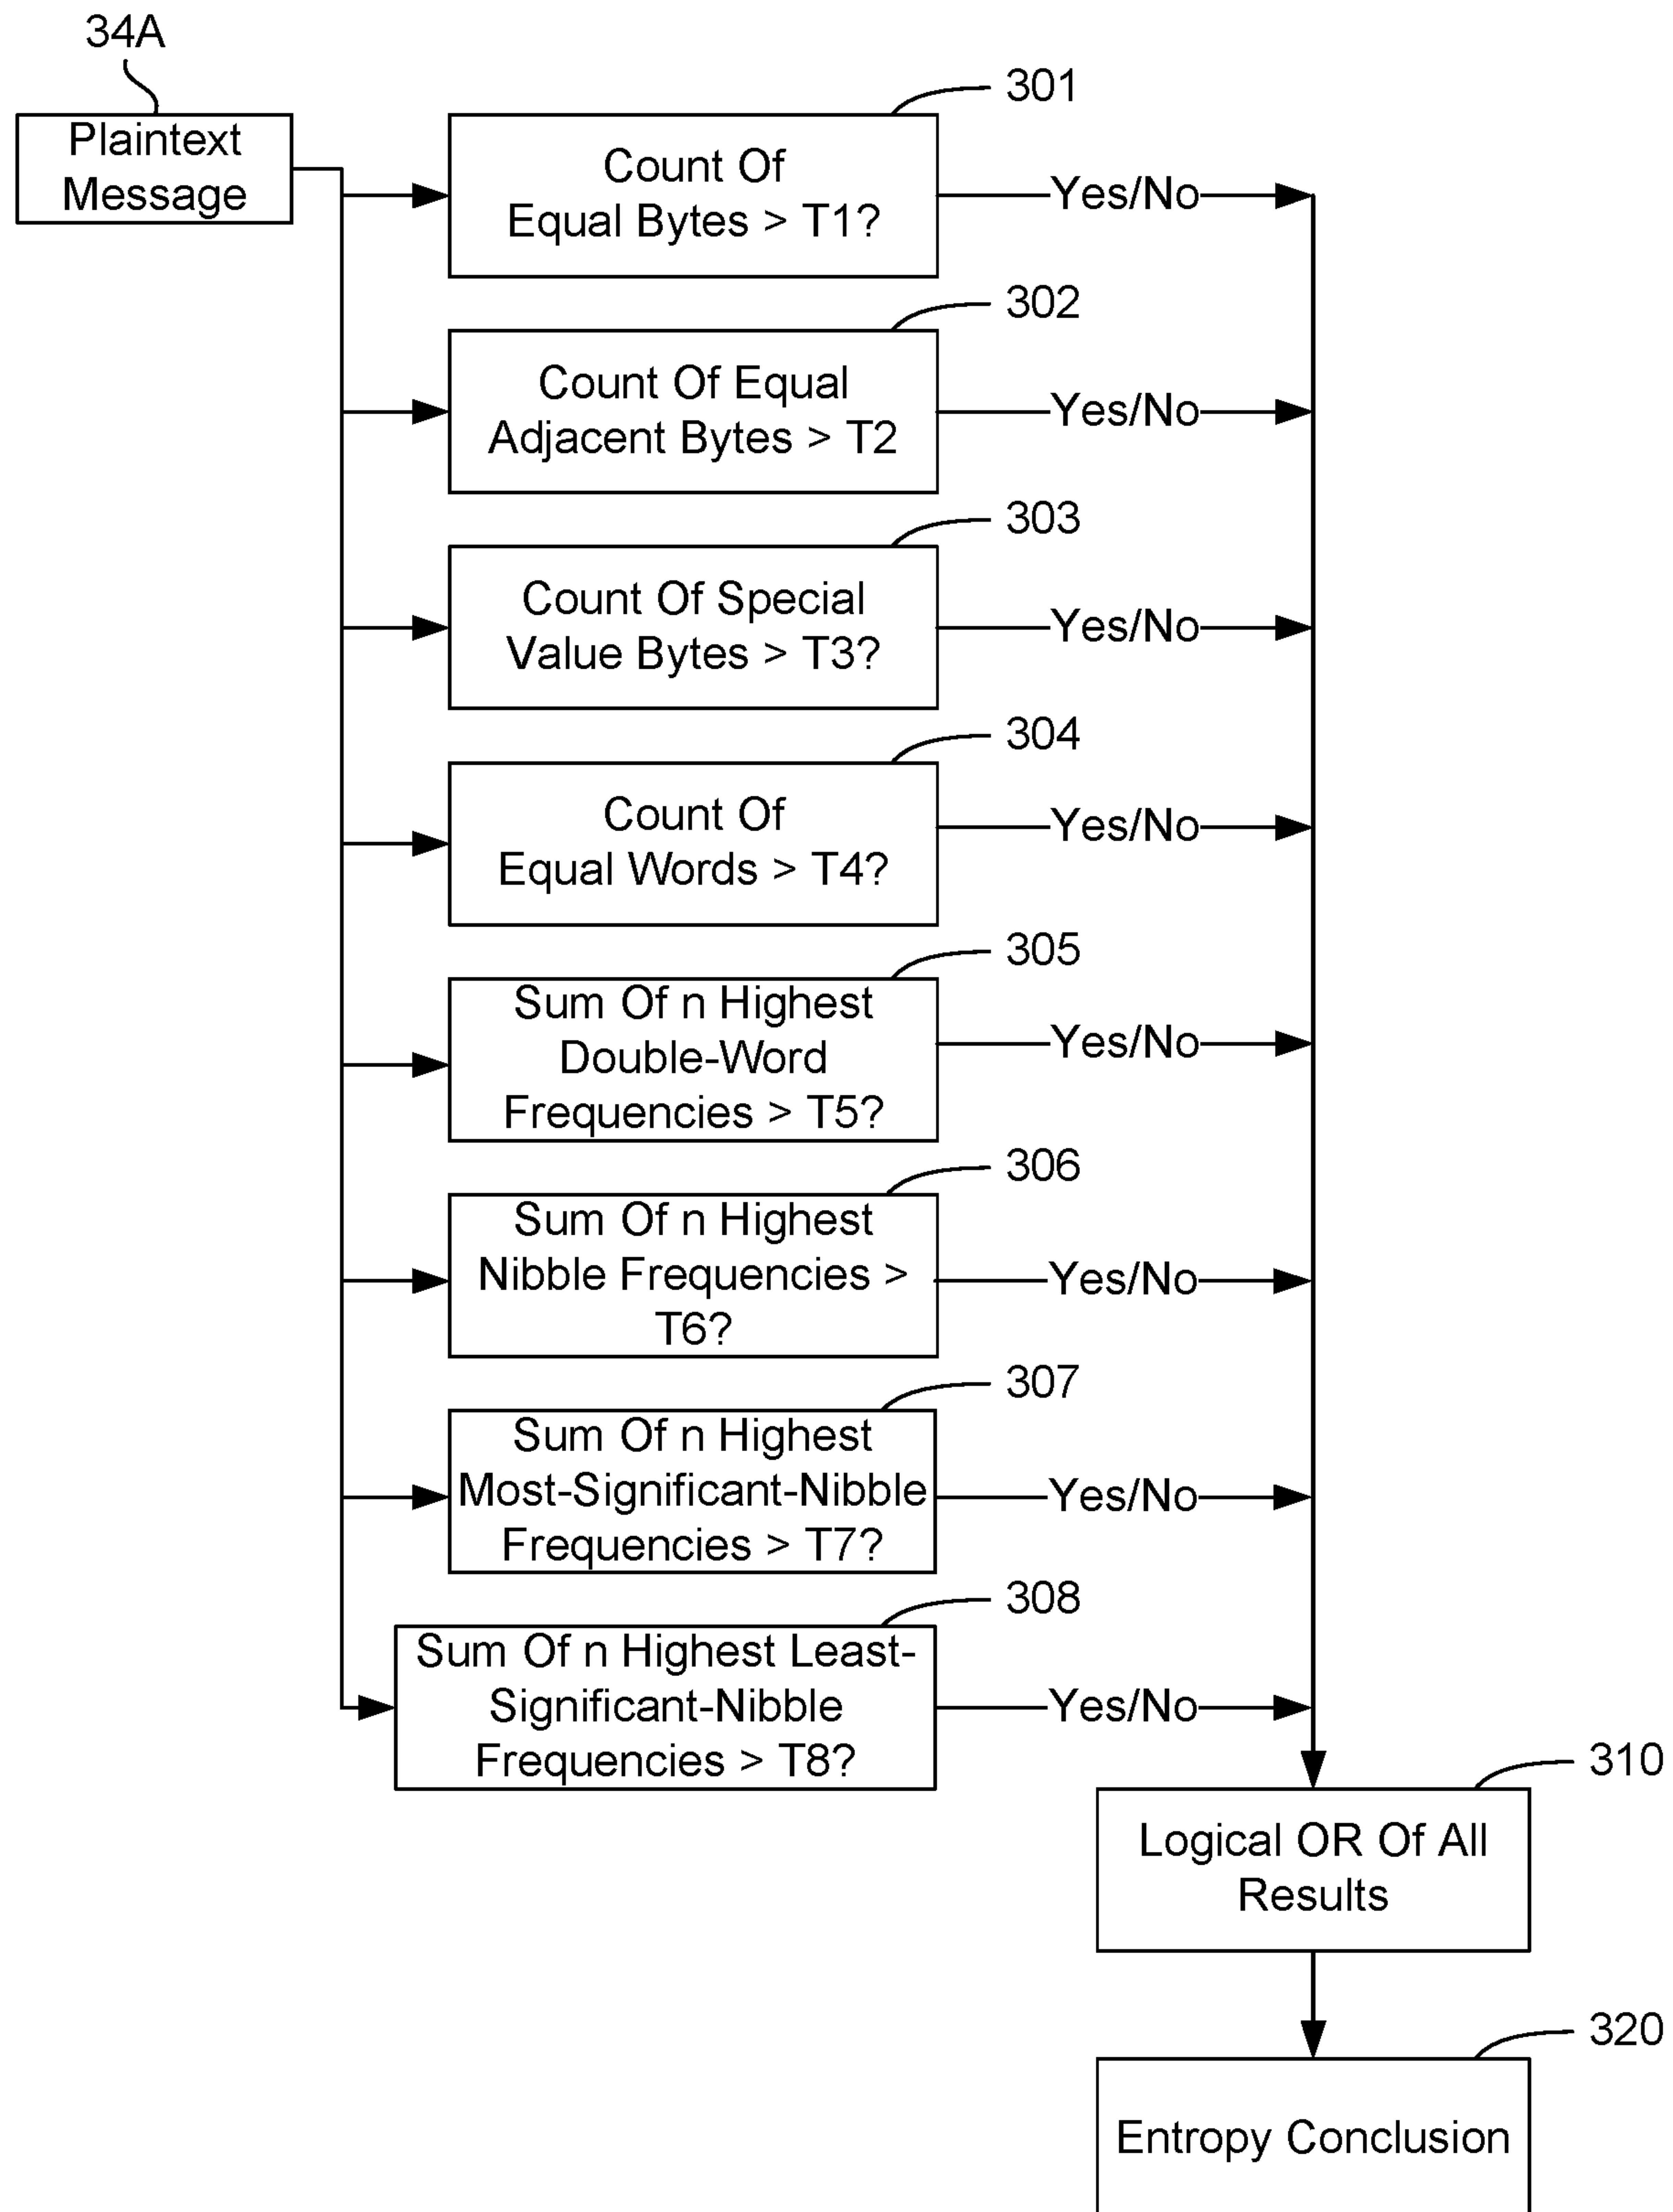 34A
Plaintext
Message
301
Count Of
Equal Bytes > T1?
Yes/No
302
Count Of Equal
Adjacent Bytes > T2
Yes/No
303
Count Of Special
Value Bytes > T3?
Yes/No
304
Count Of
Equal Words > T4?
Yes/No
305
Sum Of n Highest
Double-Word
Frequencies > T5?
Yes/No
306
Sum Of n Highest
Nibble Frequencies >
T6?
Yes/No
307
Sum Of n Highest
Most-Significant-Nibble
Frequencies > T7?
Yes/No
308
Sum Of n Highest Least-
Significant-Nibble
Frequencies > T8?
Yes/No
310
Logical OR Of All
Results
320
Entropy Conclusion